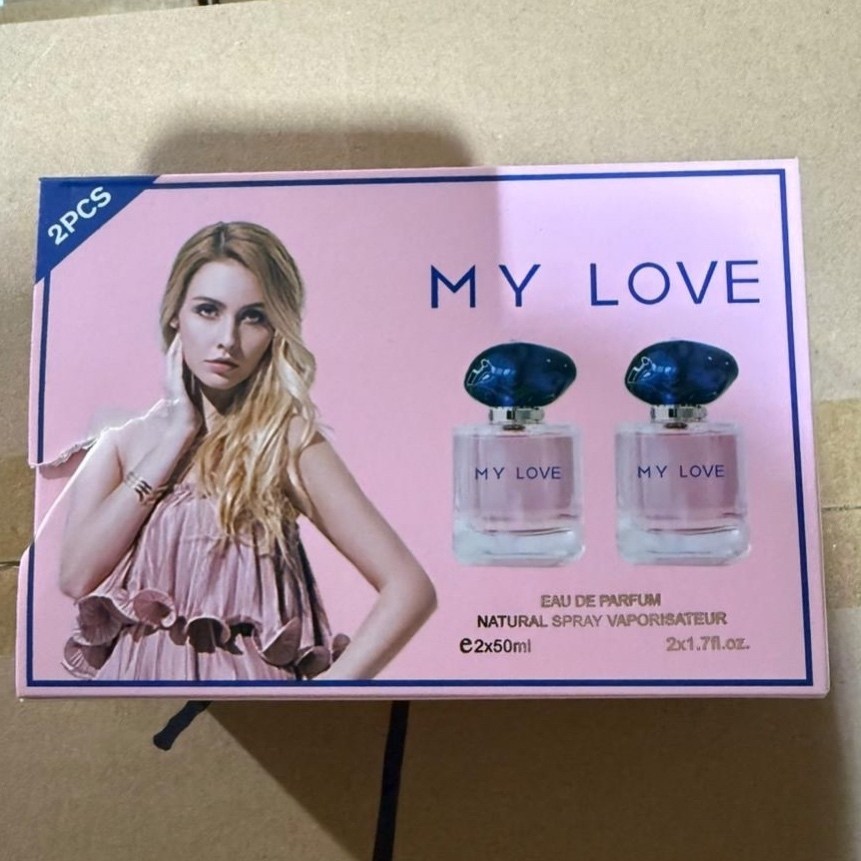 2PCS
MY LOVE
MY LOVE
MY LOVE
EAU DE PARFUM
NATURAL SPRAY VAPORISATEUR
e2x50ml 2x1.7fl.oz.